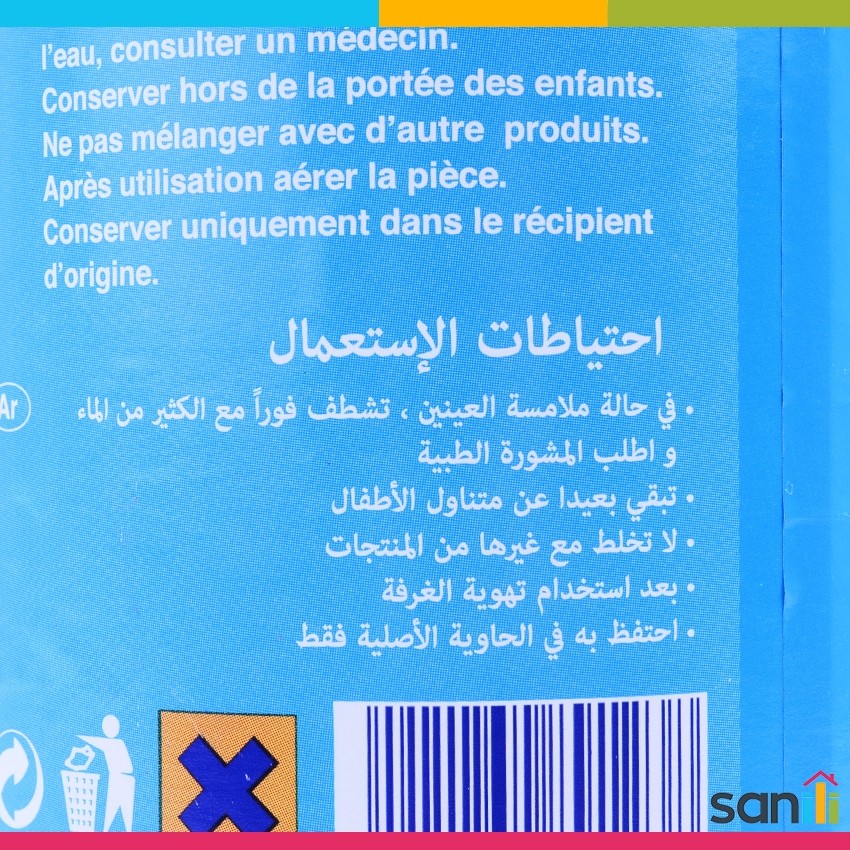 l'eau, consulter un médecin.
Conserver hors de la portée des enfants.
Ne pas mélanger avec d'autre produits.
Après utilisation aérer la pièce.
Conserver uniquement dans le récipient
d'origine.
احتياطات الإستعمال
Ar
• في حالة ملامسة العينين ، تشطف فوراً مع الكثير من الماء
و اطلب المشورة الطبية
• تبقي بعيدا عن متناول الأطفال
• لا تخلط مع غيرها من المنتجات
• بعد استخدام تهوية الغرفة
• احتفظ به في الحاوية الأصلية فقط
saniti